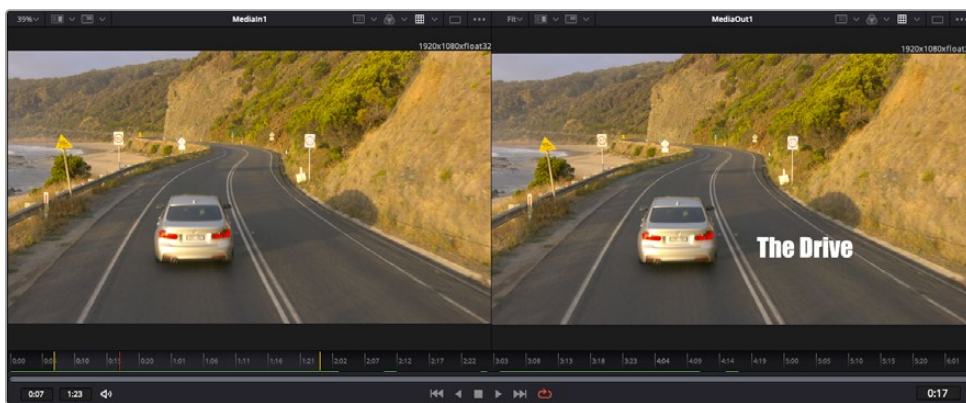 39% MediaIn1 Fit MediaOut1
1920x1080xfloat32 1920x1080xfloat
The Drive
0:00 0:10 0:15 0:20 1:01 1:06 1:11 1:16 1:21 2:02 2:07 2:12 2:17 2:22 3:03 3:08 3:13 3:18 3:23 4:04 4:09 4:14 4:19 5:00 5:05 5:10 5:15 5:20 6:01
0:07 1:23 0:17